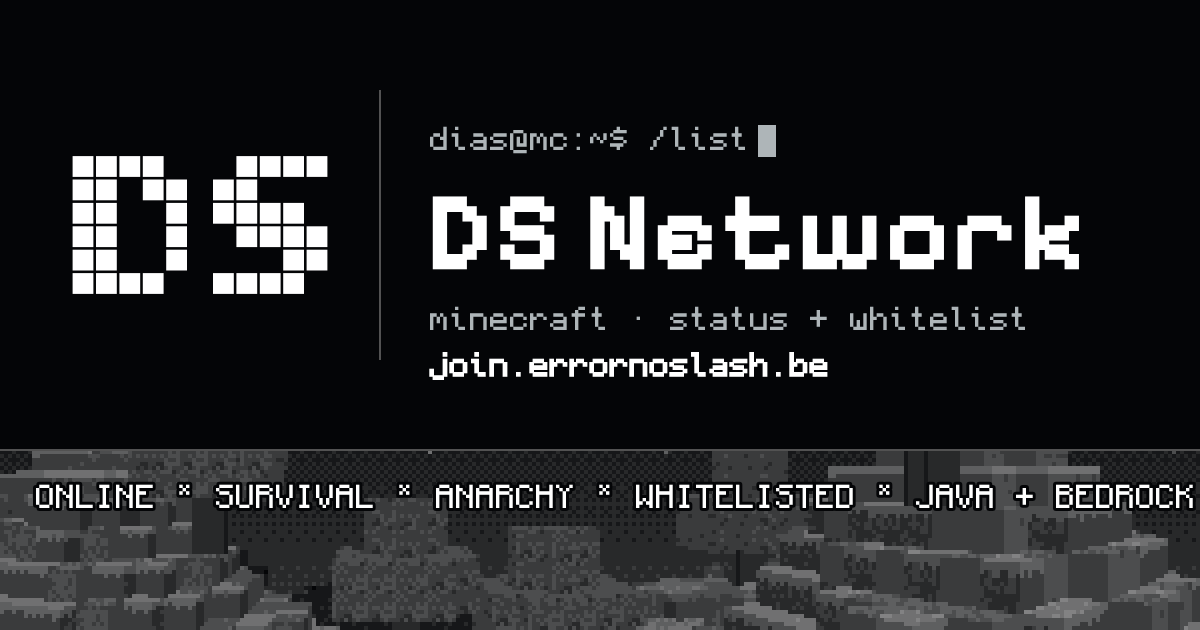 DS
dias@mc:~$ /list
DS Network
minecraft · status + whitelist
join.errornoslash.be
ONLINE * SURVIVAL * ANARCHY * WHITELISTED * JAVA + BEDROCK